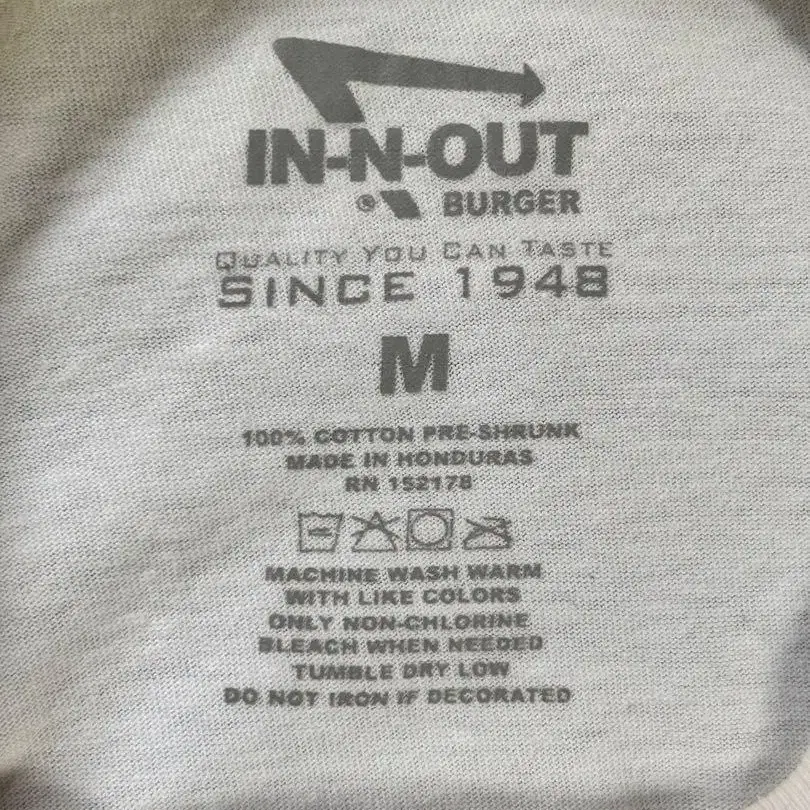 IN-N-OUT
® BURGER
QUALITY YOU CAN TASTE
SINCE 1948
M
100% COTTON PRE-SHRUNK
MADE IN HONDURAS
RN 152178
MACHINE WASH WARM
WITH LIKE COLORS
ONLY NON-CHLORINE
BLEACH WHEN NEEDED
TUMBLE DRY LOW
DO NOT IRON IF DECORATED